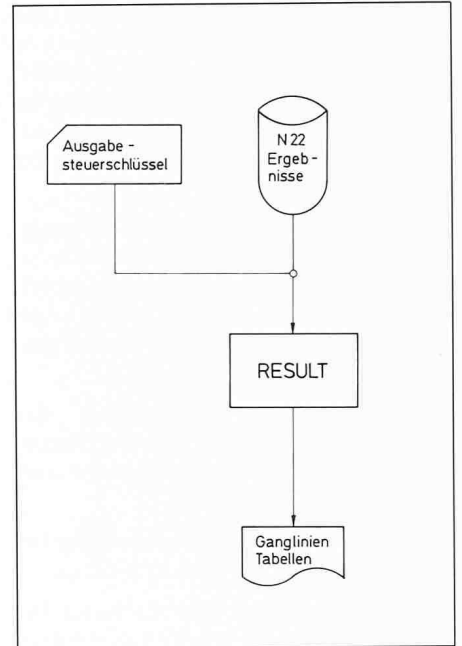 Ausgabe -
steuerschlüssel
N 22
Ergeb -
nisse
RESULT
Ganglinien
Tabellen